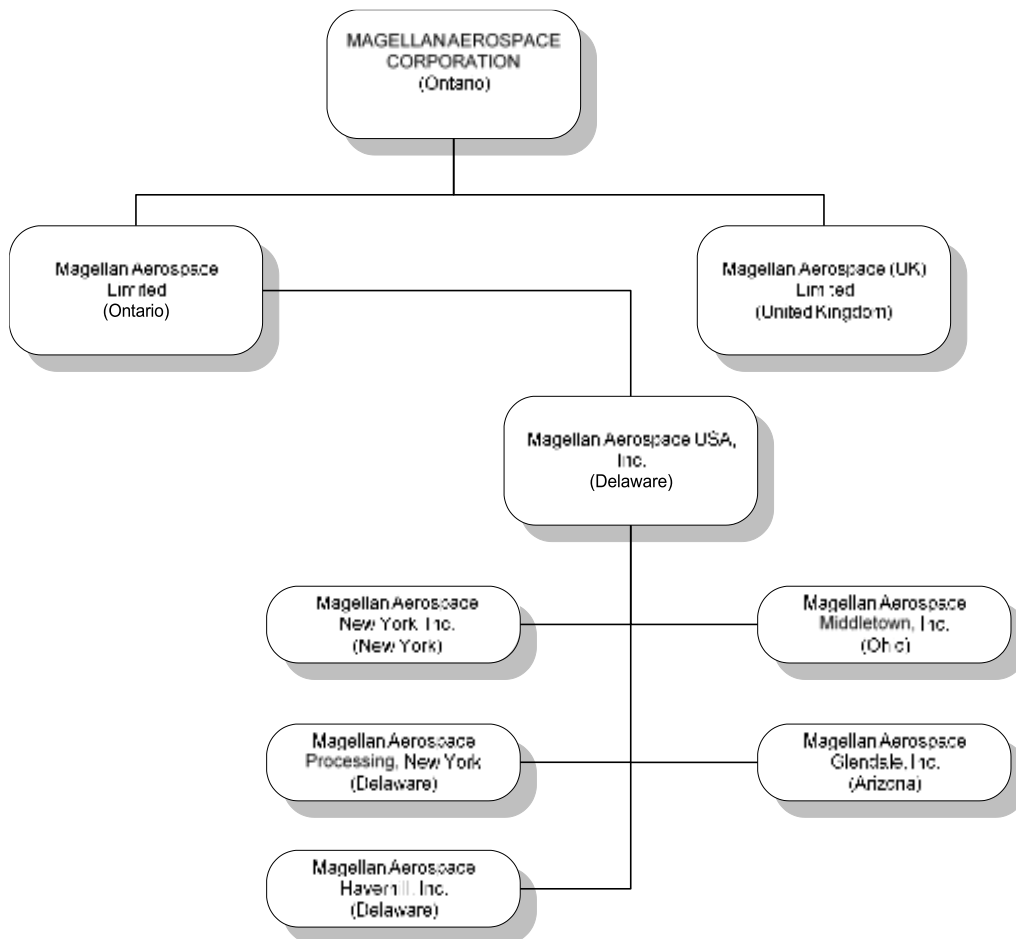 MAGELLAN AEROSPACE
CORPORATION
(Ontario)
Magellan Aerospace
Limited
(Ontario)
Magellan Aerospace (UK)
Limited
(United Kingdom)
Magellan Aerospace USA,
Inc.
(Delaware)
Magellan Aerospace
New York, Inc.
(New York)
Magellan Aerospace
Middletown, Inc.
(Ohio)
Magellan Aerospace
Processing, New York
(Delaware)
Magellan Aerospace
Glendale, Inc.
(Arizona)
Magellan Aerospace
Haverhill, Inc.
(Delaware)